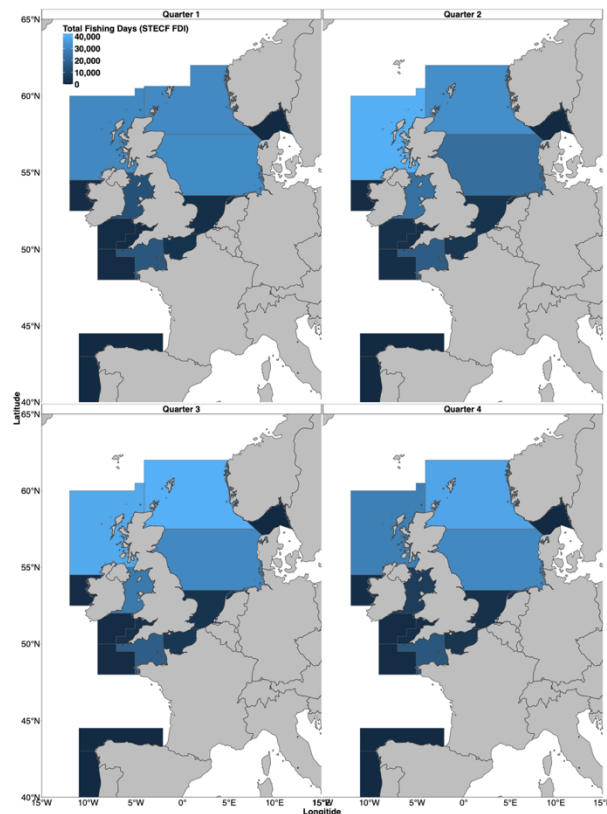 Quarter 1
Quarter 2
Total Fishing Days (STECF FDI)
40,000
30,000
20,000
10,000
0
65°N
60°N
55°N
50°N
45°N
40°N
Latitude
Quarter 3
Quarter 4
65°N
60°N
55°N
50°N
45°N
40°N
15°W 10°W 5°W 0° 5°E 10°E 15°E 10°W 5°W 0° 5°E 10°E 15°E
Longitide